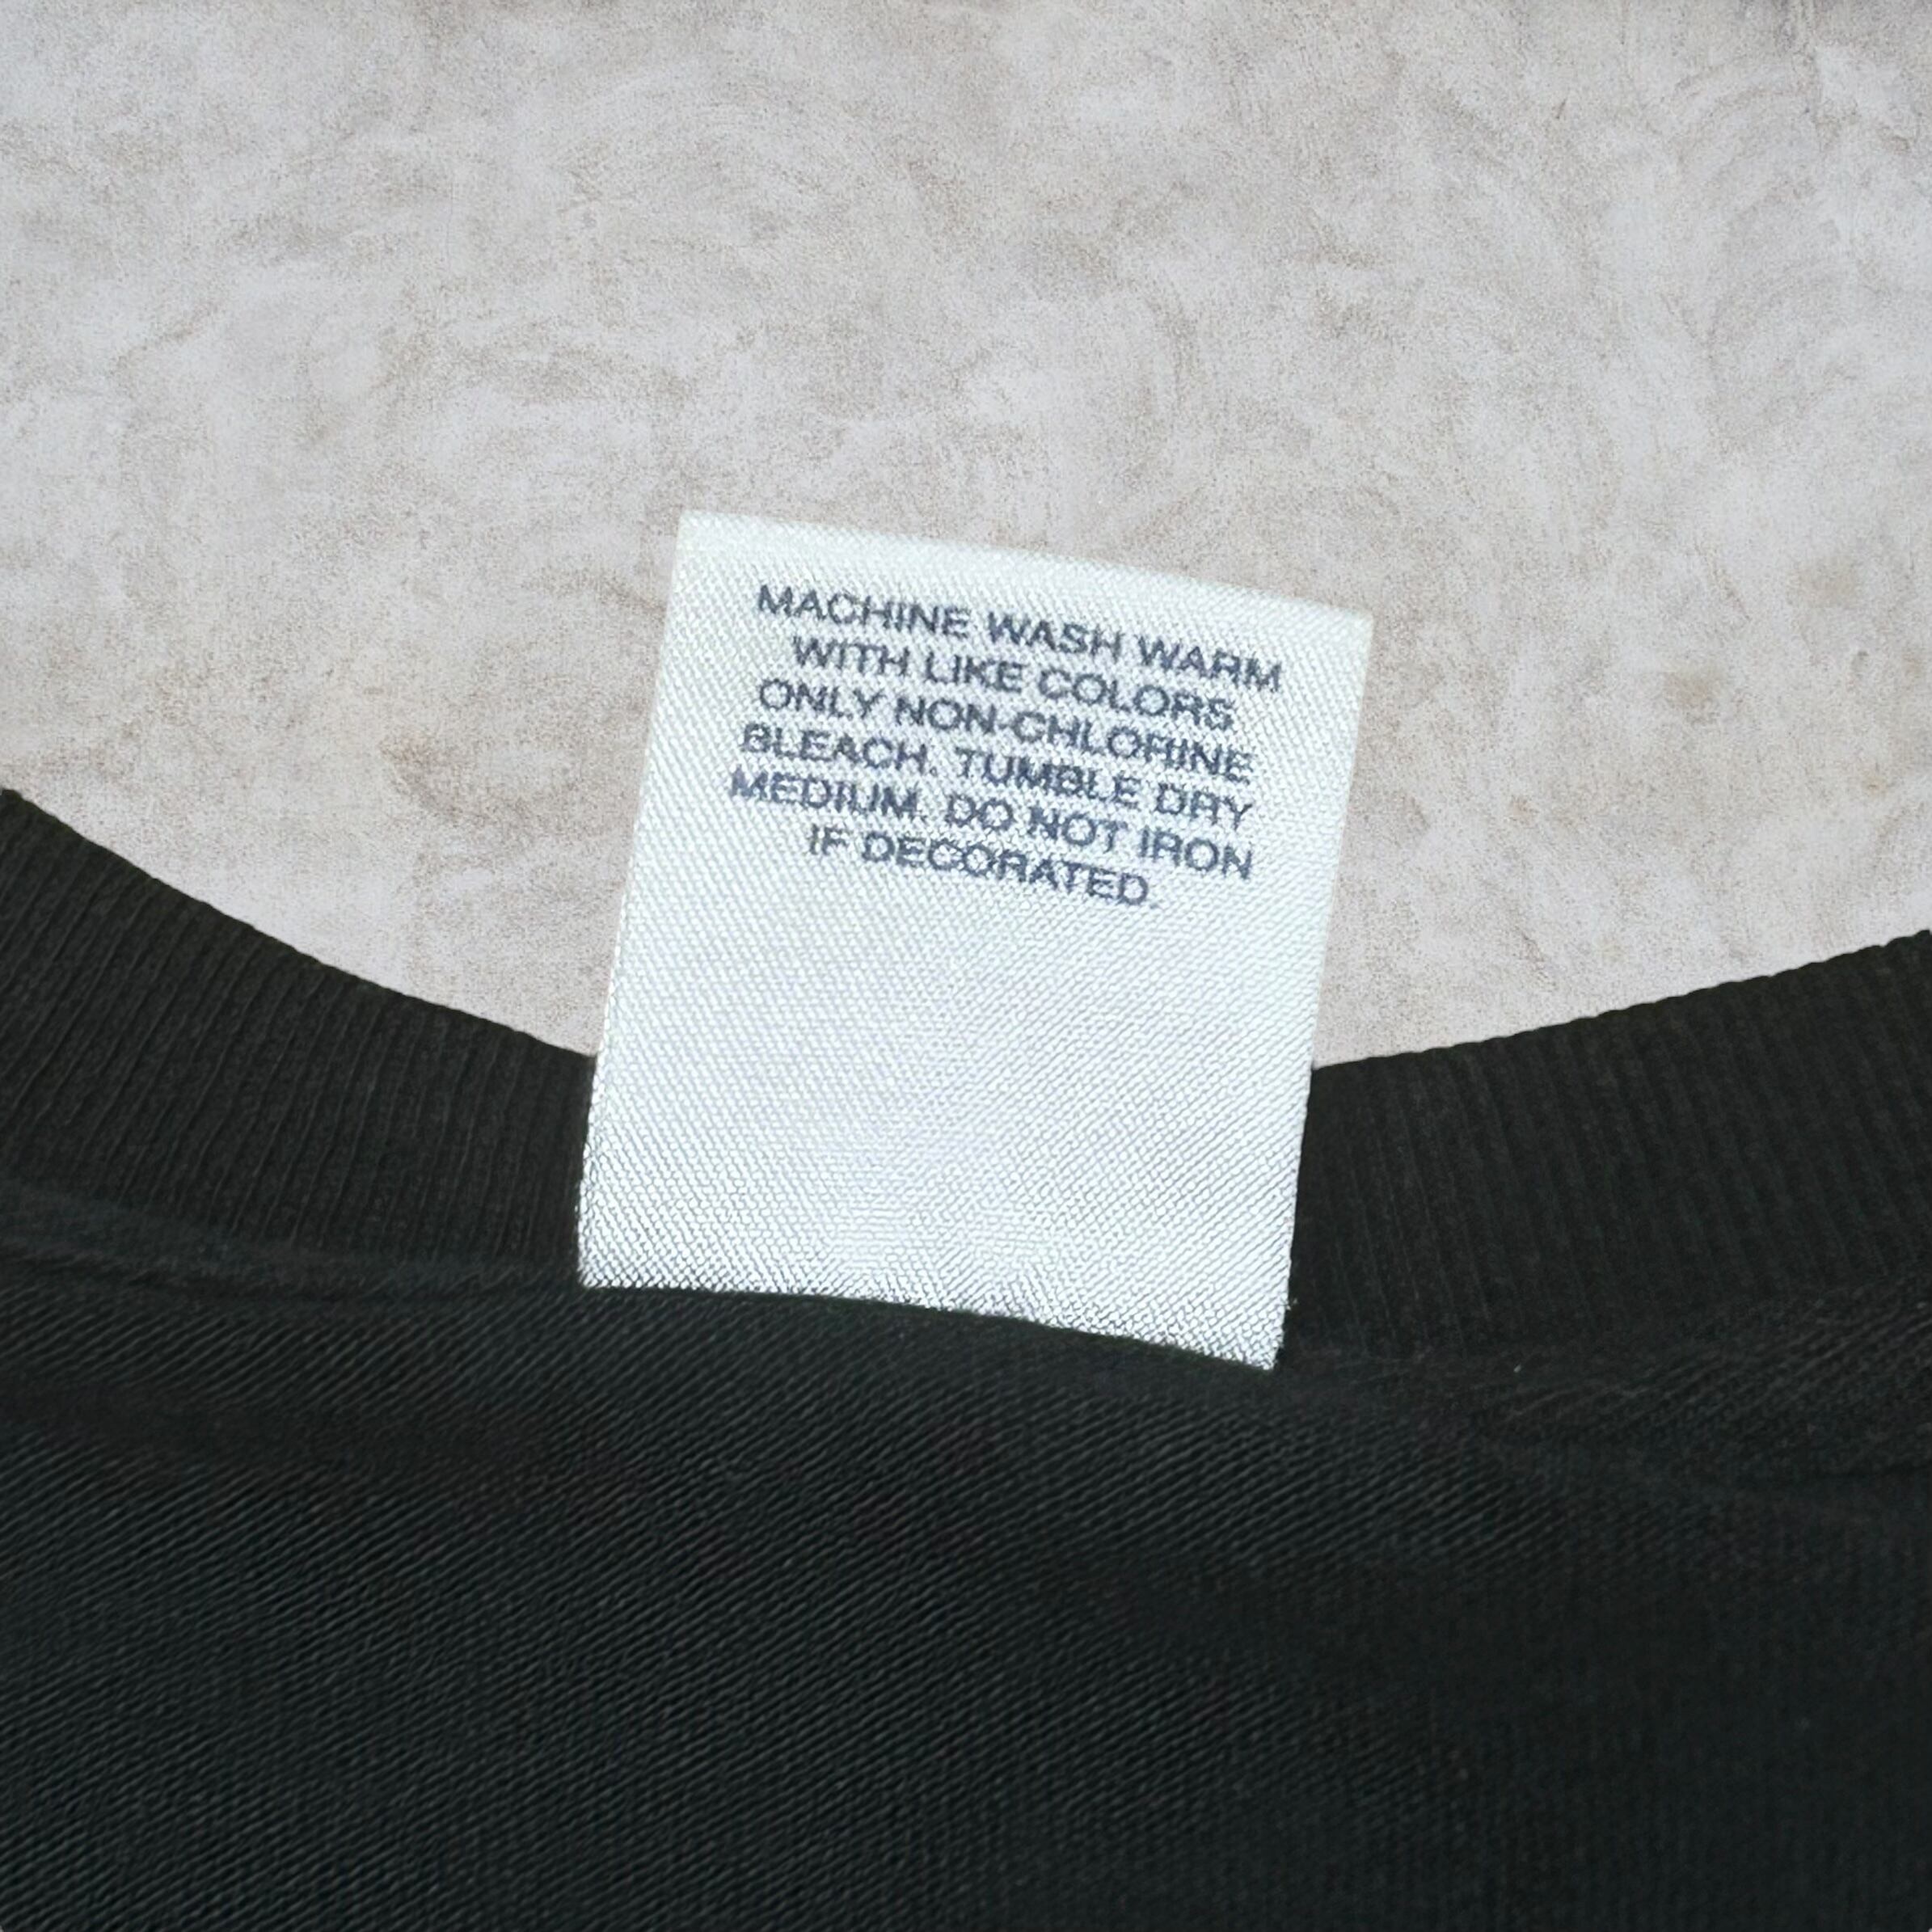 MACHINE WASH WARM
WITH LIKE COLORS
ONLY NON-CHLORINE
BLEACH. TUMBLE DRY
MEDIUM. DO NOT IRON
IF DECORATED.